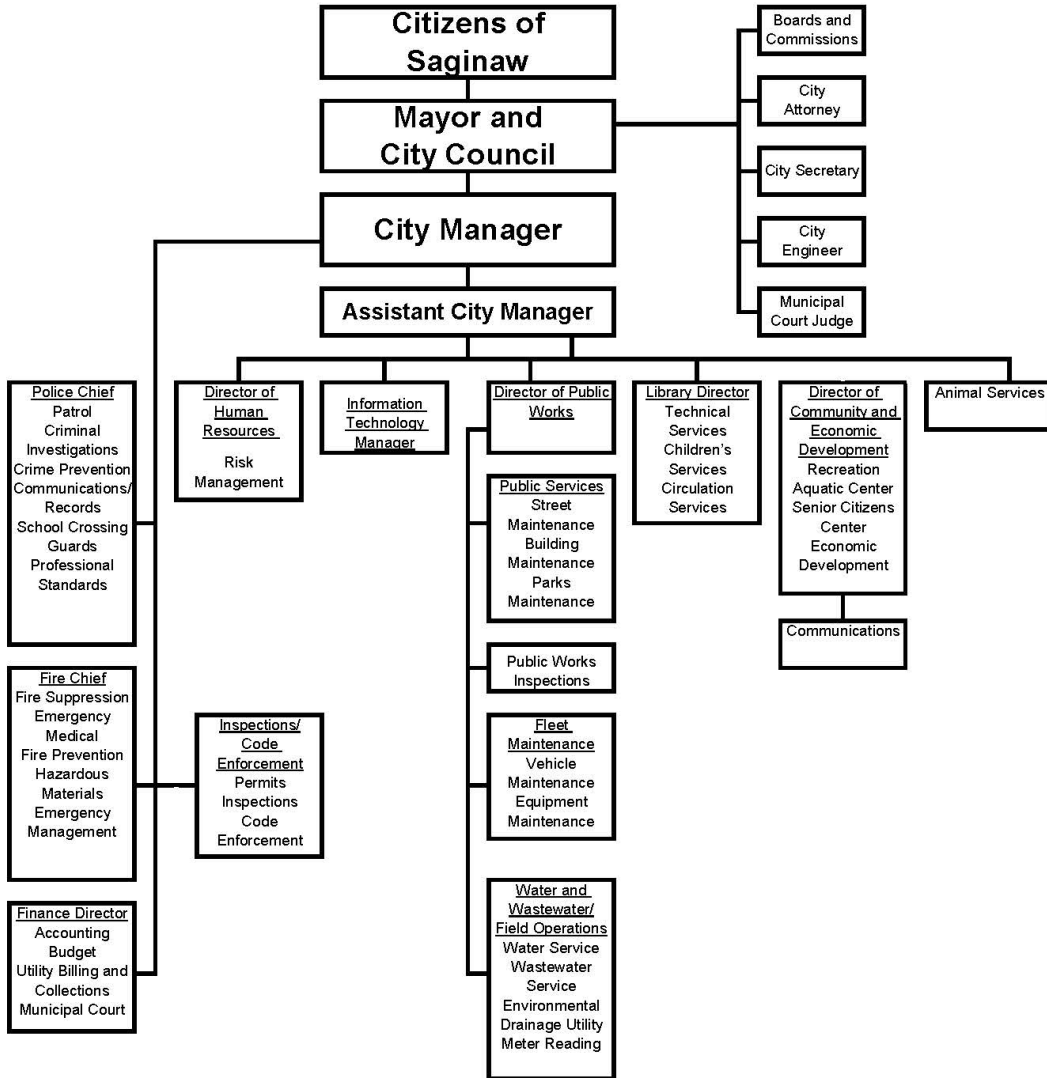 Citizens of
Saginaw
Mayor and
City Council
City Manager
Assistant City Manager
Boards and
Commissions
City
Attorney
City Secretary
City
Engineer
Municipal
Court Judge
Police Chief
Patrol
Criminal
Investigations
Crime Prevention
Communications/
Records
School Crossing
Guards
Professional
Standards
Director of
Human
Resources
Risk
Management
Information
Technology
Manager
Director of Public
Works
Library Director
Technical
Services
Children's
Services
Circulation
Services
Director of
Community and
Economic
Development
Recreation
Aquatic Center
Senior Citizens
Center
Economic
Development
Animal Services
Public Services
Street
Maintenance
Building
Maintenance
Parks
Maintenance
Communications
Public Works
Inspections
Fire Chief
Fire Suppression
Emergency
Medical
Fire Prevention
Hazardous
Materials
Emergency
Management
Inspections/
Code
Enforcement
Permits
Inspections
Code
Enforcement
Fleet
Maintenance
Vehicle
Maintenance
Equipment
Maintenance
Finance Director
Accounting
Budget
Utility Billing and
Collections
Municipal Court
Water and
Wastewater/
Field Operations
Water Service
Wastewater
Service
Environmental
Drainage Utility
Meter Reading